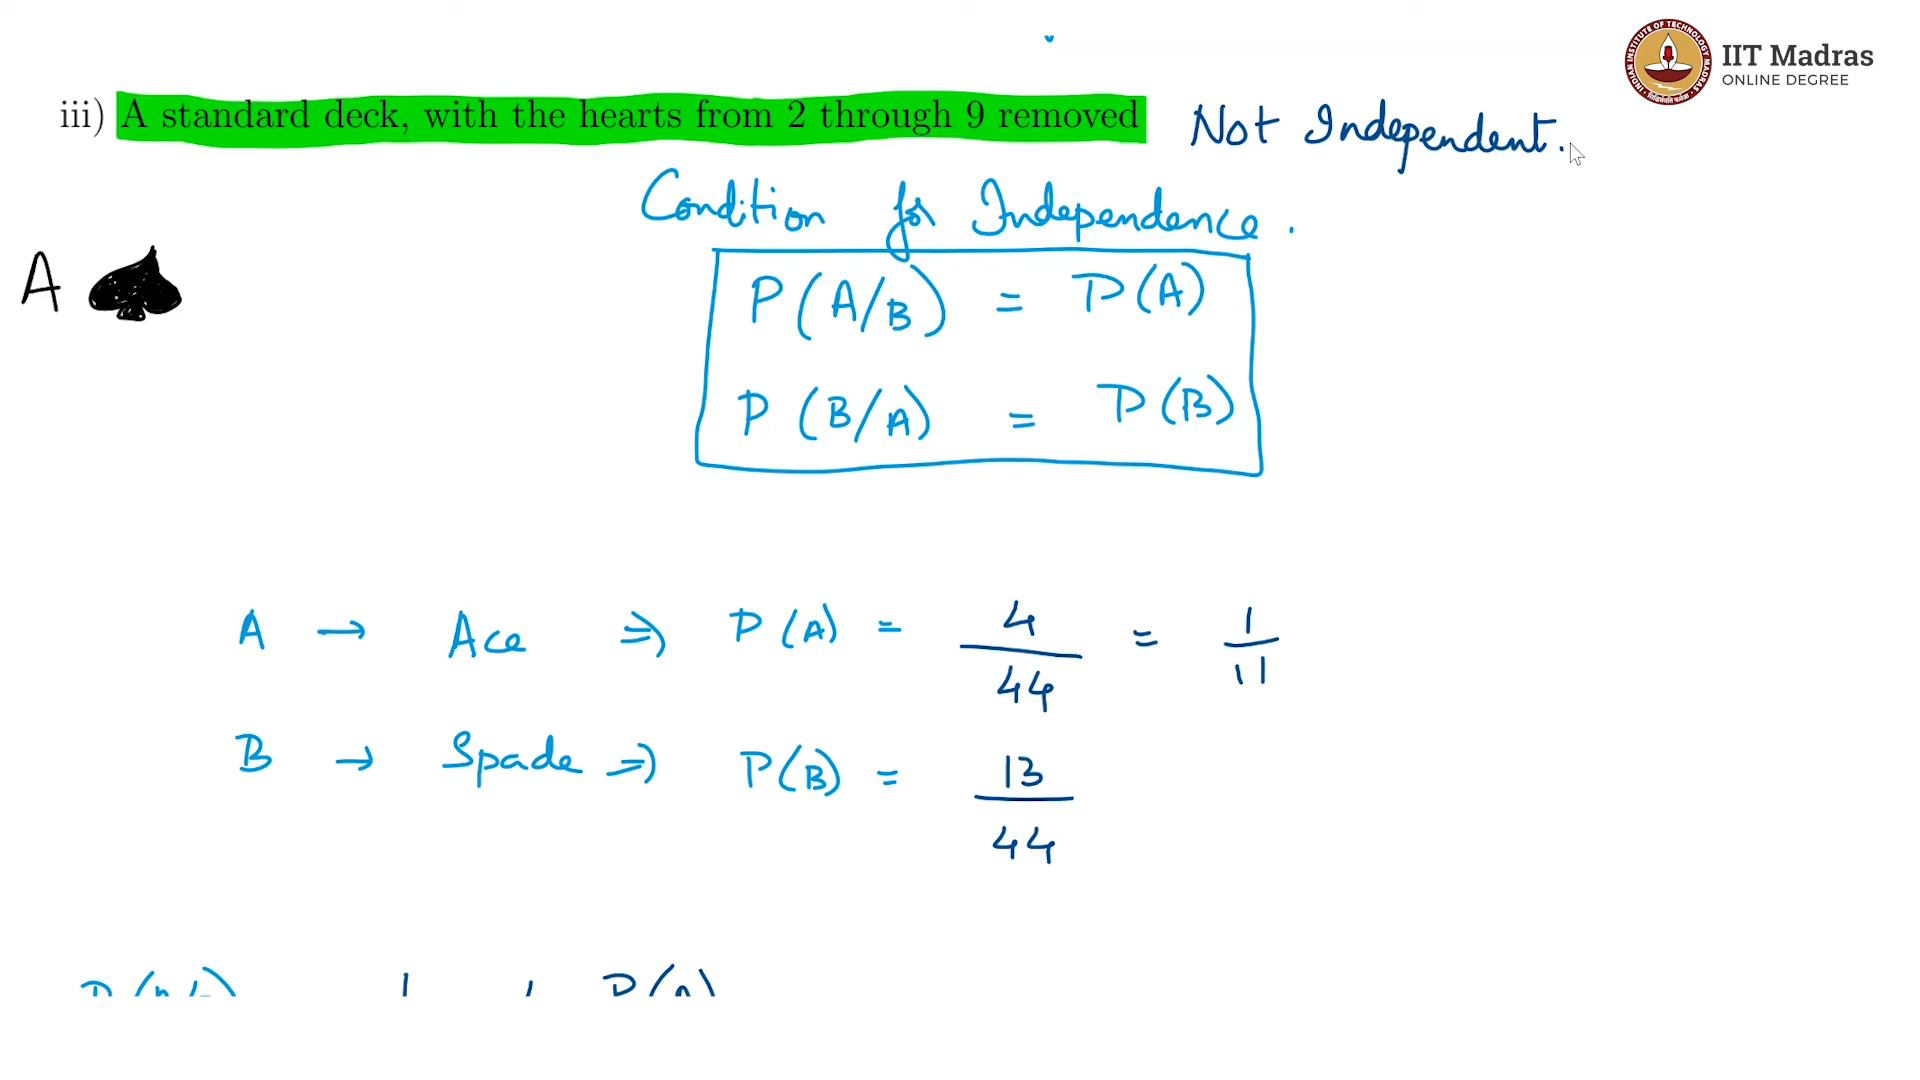 IIT Madras
ONLINE DEGREE
iii) A standard deck, with the hearts from 2 through 9 removed Not Independent.
Condition for Independence.
A
P(A/B) = P(A)
P(B/A) = P(B)
A → Ace ⇒ P(A) = 4/44 = 1/11
B → Spade ⇒ P(B) = 13/44